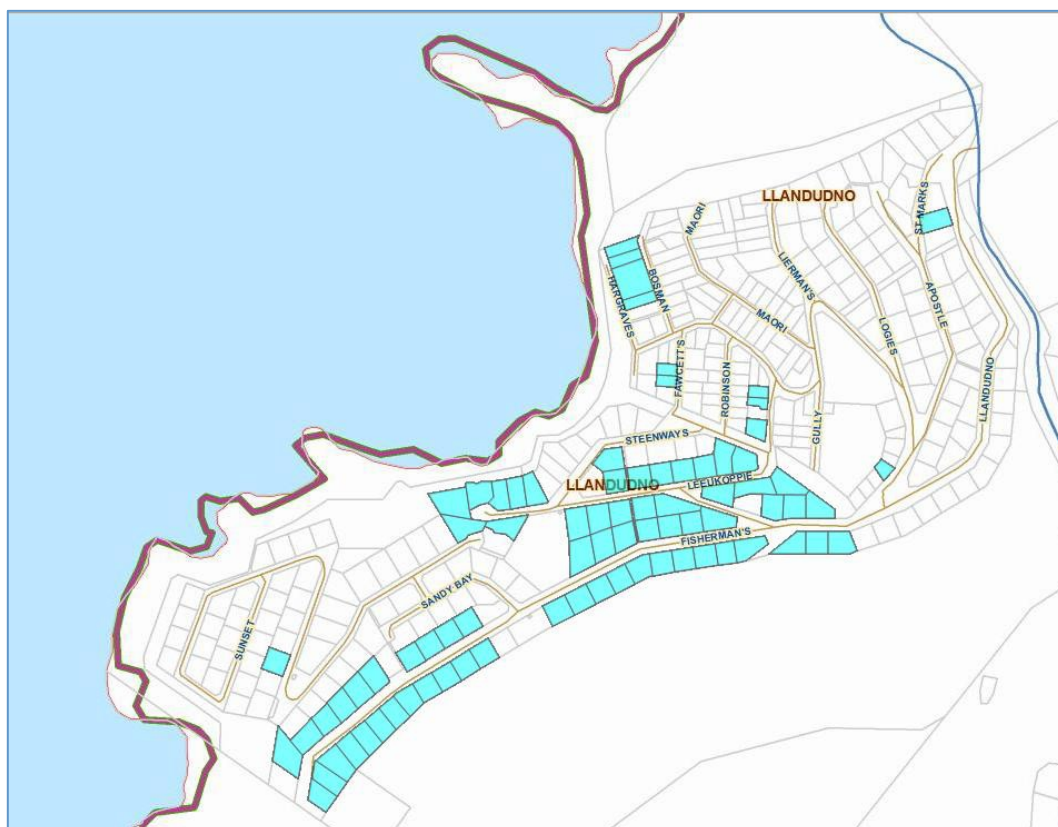 LLANDUDNO
ST MARKS
MAORI
LIERMAN'S
BOSMAN
HARGRAVES
MAORI
APOSTLE
LOGIES
LLANDUDNO
FAWCETT'S
ROBINSON
GULLY
STEENWAYS
LLANDUDNO
LEEUKOPPIE
FISHERMAN'S
SANDY BAY
SUNSET